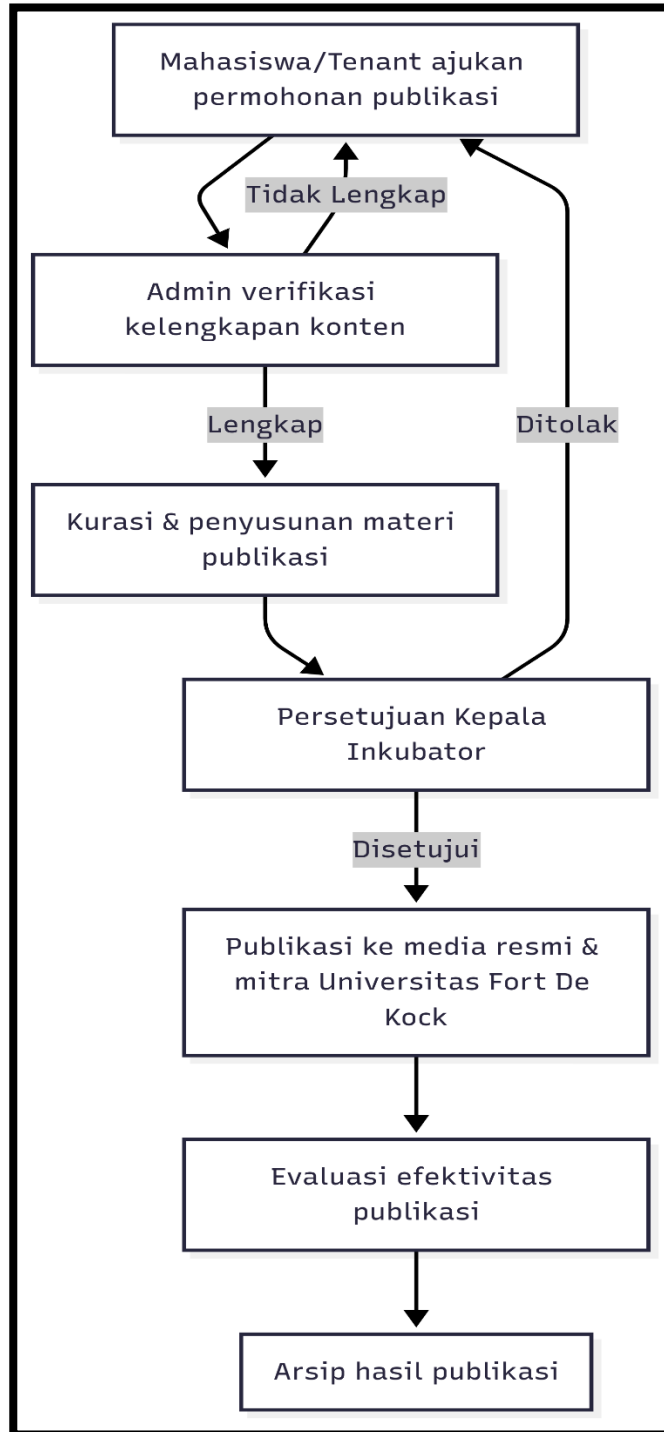 Mahasiswa/Tenant ajukan
permohonan publikasi
Tidak Lengkap
Admin verifikasi
kelengkapan konten
Lengkap
Ditolak
Kurasi & penyusunan materi
publikasi
Persetujuan Kepala
Inkubator
Disetujui
Publikasi ke media resmi &
mitra Universitas Fort De
Kock
Evaluasi efektivitas
publikasi
Arsip hasil publikasi